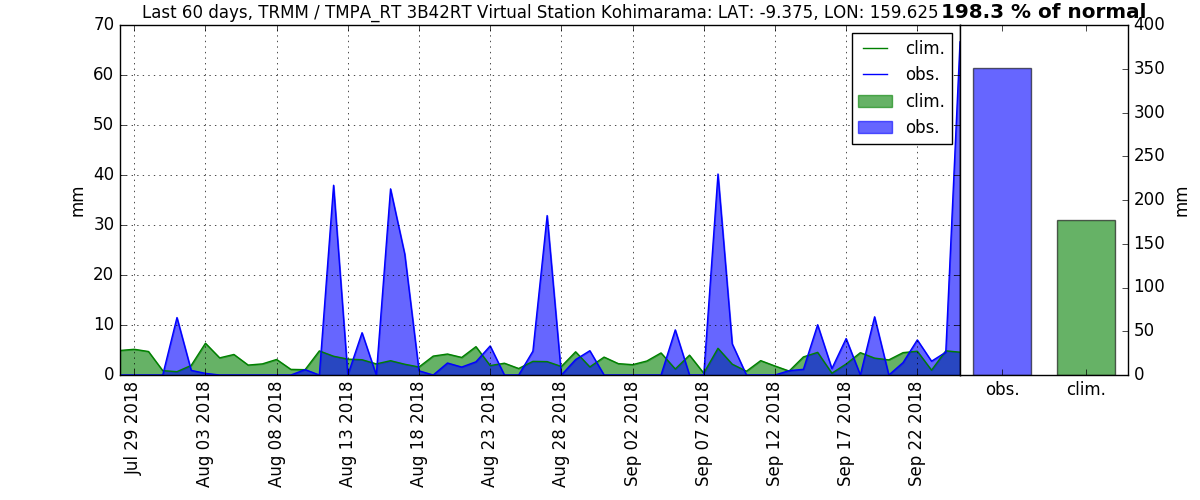 Last 60 days, TRMM / TMPA_RT 3B42RT Virtual Station Kohimarama: LAT: -9.375, LON: 159.625 198.3 % of normal
70
60
50
40
30
20
10
0
mm
clim.
obs.
clim.
obs.
400
350
300
250
200
150
100
50
0
mm
Jul 29 2018
Aug 03 2018
Aug 08 2018
Aug 13 2018
Aug 18 2018
Aug 23 2018
Aug 28 2018
Sep 02 2018
Sep 07 2018
Sep 12 2018
Sep 17 2018
Sep 22 2018
obs.
clim.